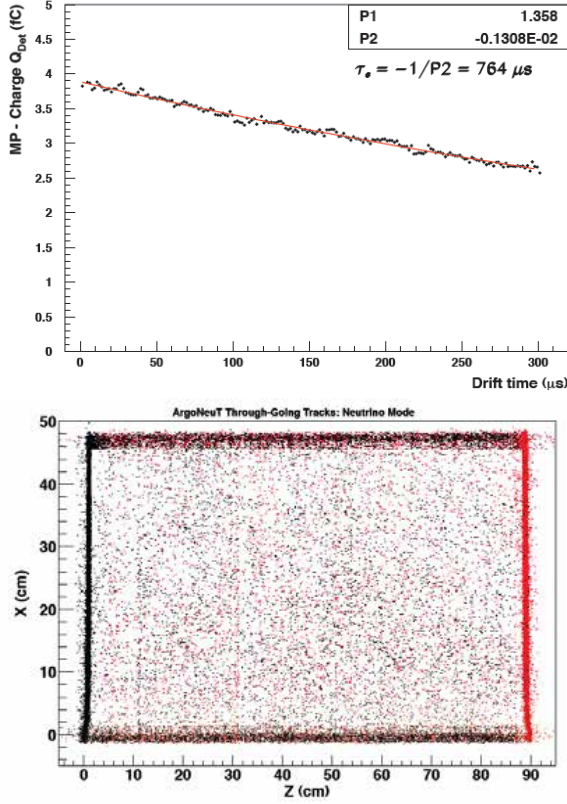 P1 1.358
P2 -0.1308E-02
τₑ = −1/P2 = 764 μs
MP - Charge Q_Det (fC)
5
4.5
4
3.5
3
2.5
2
1.5
1
0.5
0
0 50 100 150 200 250 300
Drift time (μs)
ArgoNeuT Through-Going Tracks: Neutrino Mode
X (cm)
50
40
30
20
10
0
0 10 20 30 40 50 60 70 80 90
Z (cm)